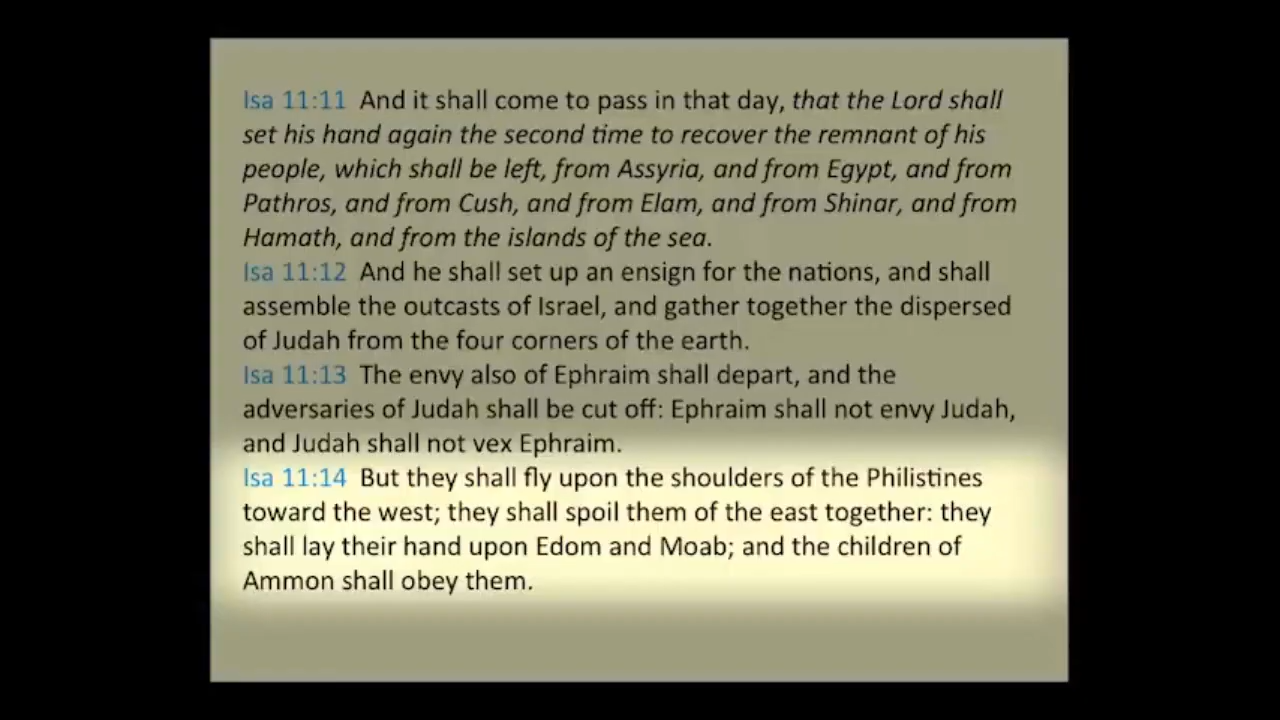 Isa 11:11 And it shall come to pass in that day, that the Lord shall
set his hand again the second time to recover the remnant of his
people, which shall be left, from Assyria, and from Egypt, and from
Pathros, and from Cush, and from Elam, and from Shinar, and from
Hamath, and from the islands of the sea.
Isa 11:12 And he shall set up an ensign for the nations, and shall
assemble the outcasts of Israel, and gather together the dispersed
of Judah from the four corners of the earth.
Isa 11:13 The envy also of Ephraim shall depart, and the
adversaries of Judah shall be cut off: Ephraim shall not envy Judah,
and Judah shall not vex Ephraim.
Isa 11:14 But they shall fly upon the shoulders of the Philistines
toward the west; they shall spoil them of the east together: they
shall lay their hand upon Edom and Moab; and the children of
Ammon shall obey them.